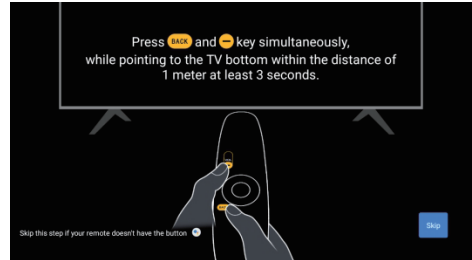 Press BACK and – key simultaneously,
while pointing to the TV bottom within the distance of
1 meter at least 3 seconds.
BACK
Skip this step if your remote doesn't have the button
Skip